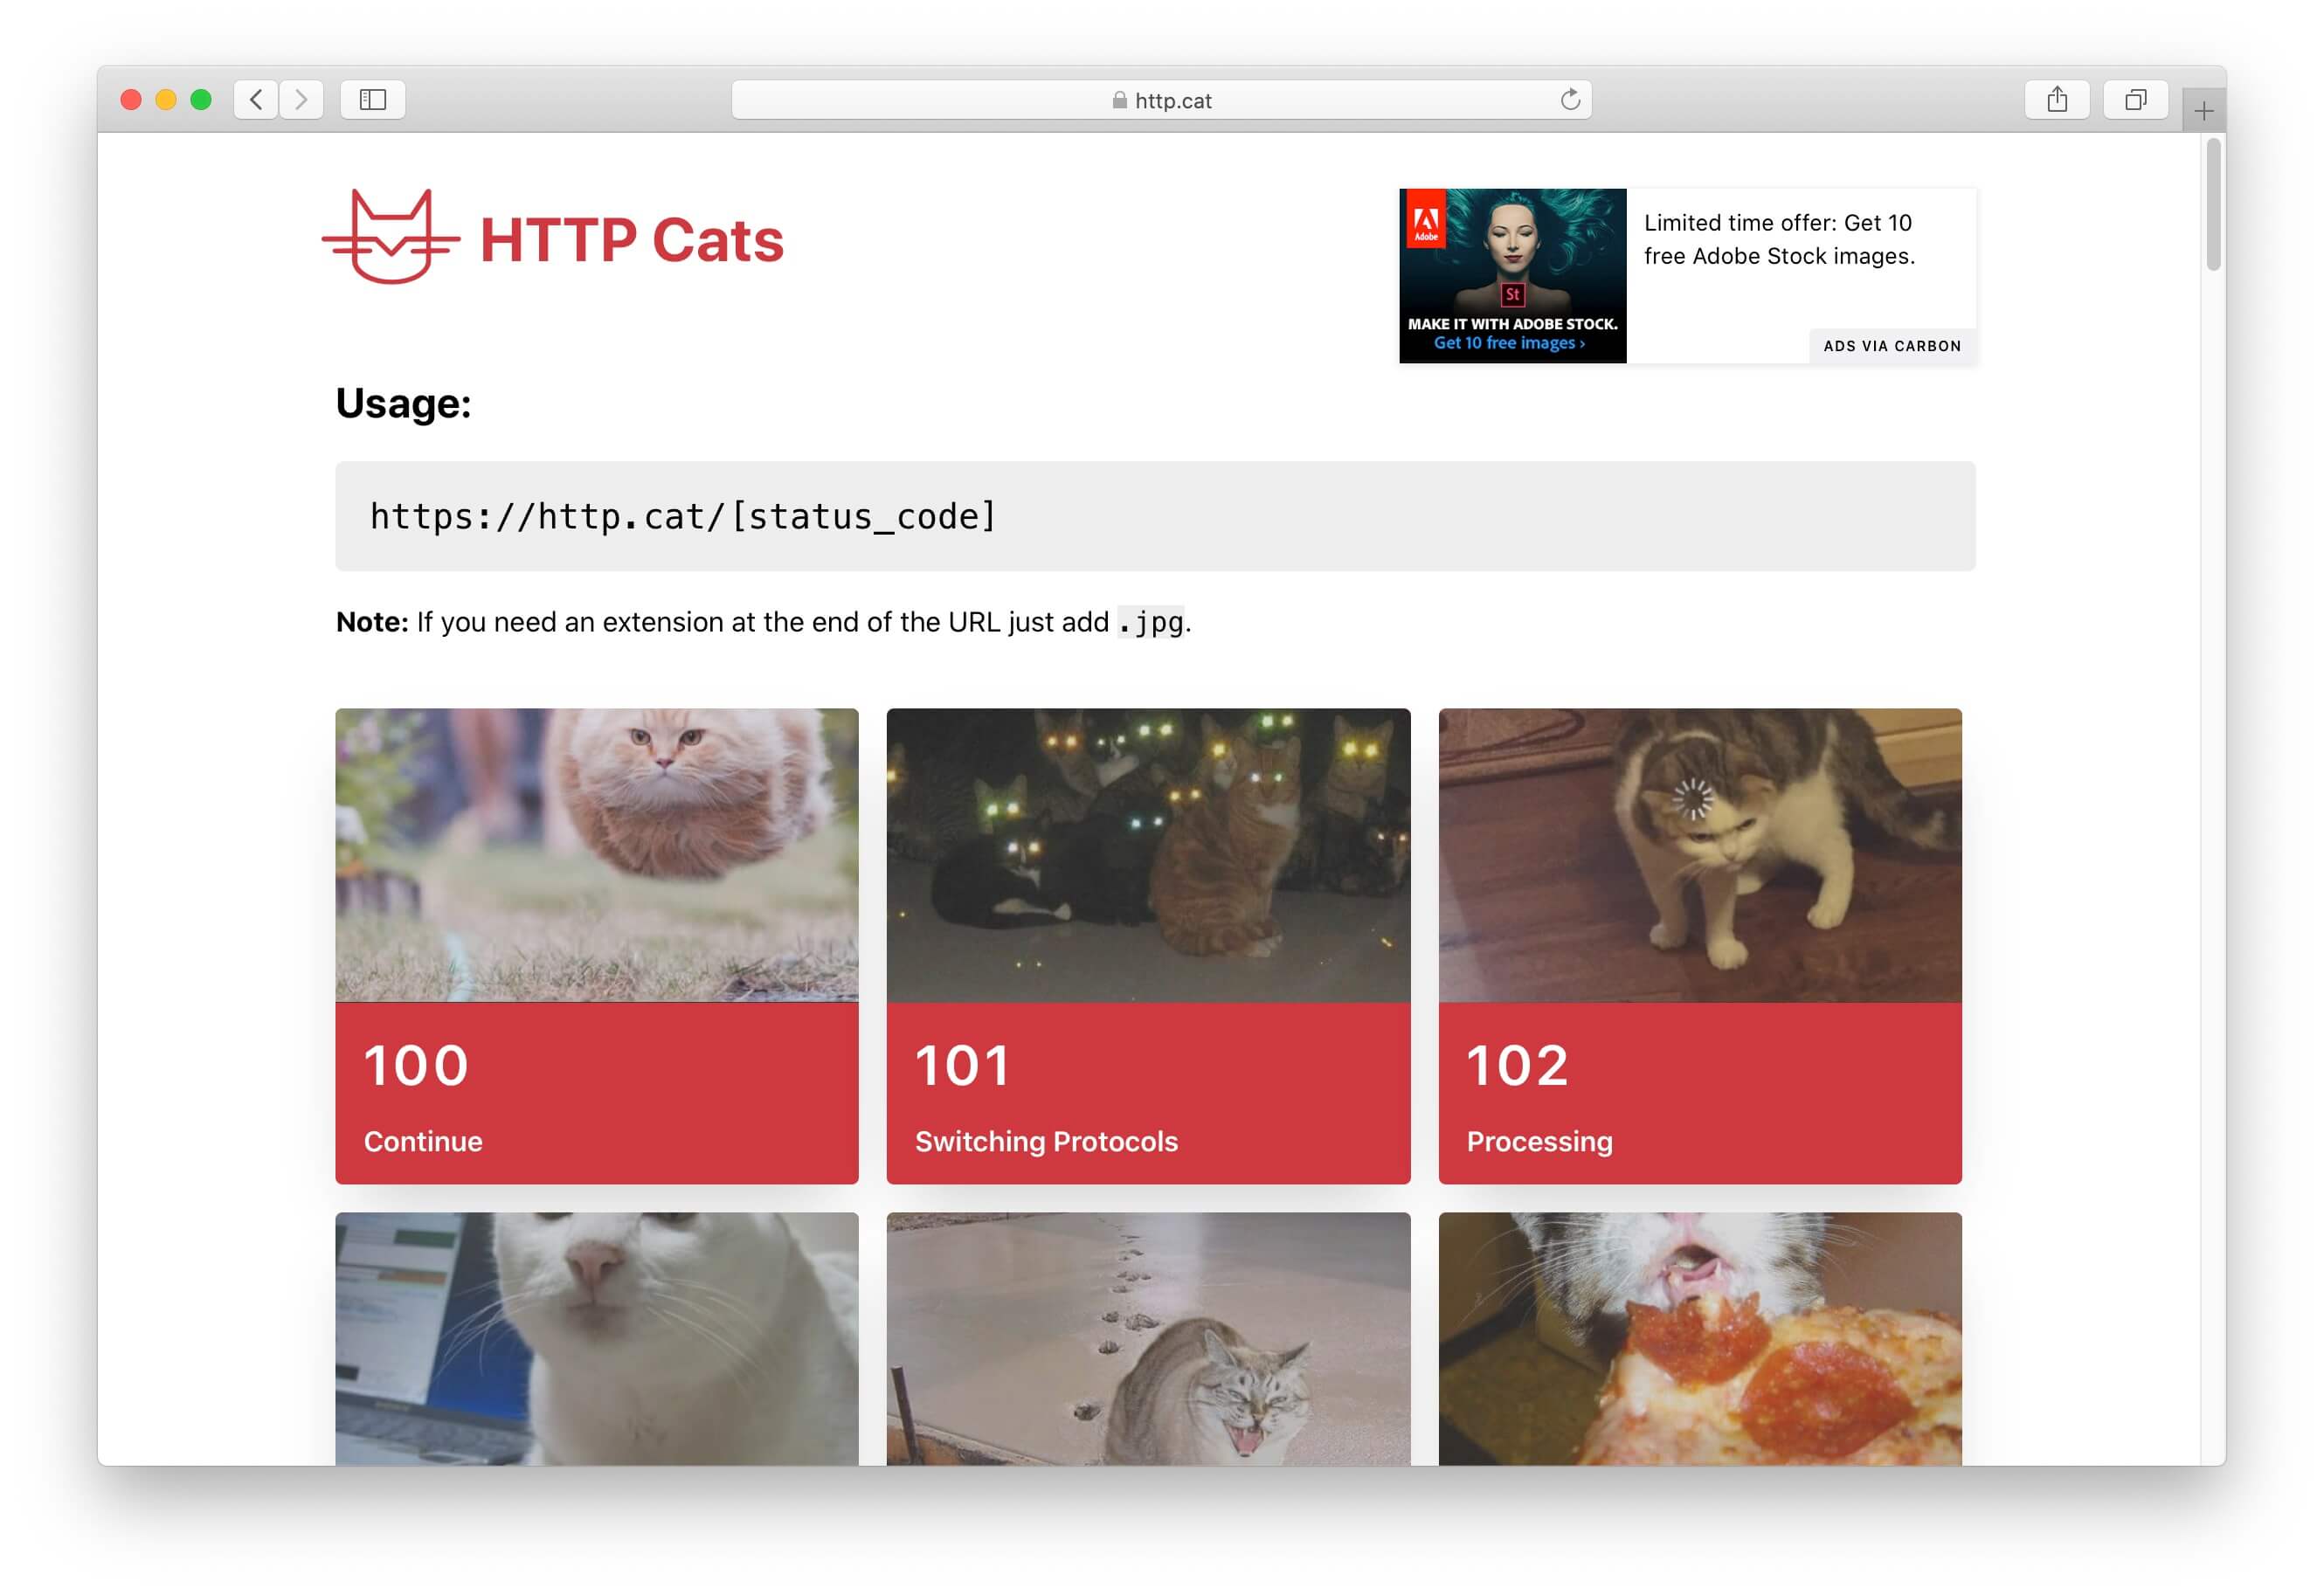 http.cat
HTTP Cats
Adobe
St
MAKE IT WITH ADOBE STOCK.
Get 10 free images ›
Limited time offer: Get 10
free Adobe Stock images.
ADS VIA CARBON
Usage:
https://http.cat/[status_code]
Note: If you need an extension at the end of the URL just add .jpg.
100
Continue
101
Switching Protocols
102
Processing